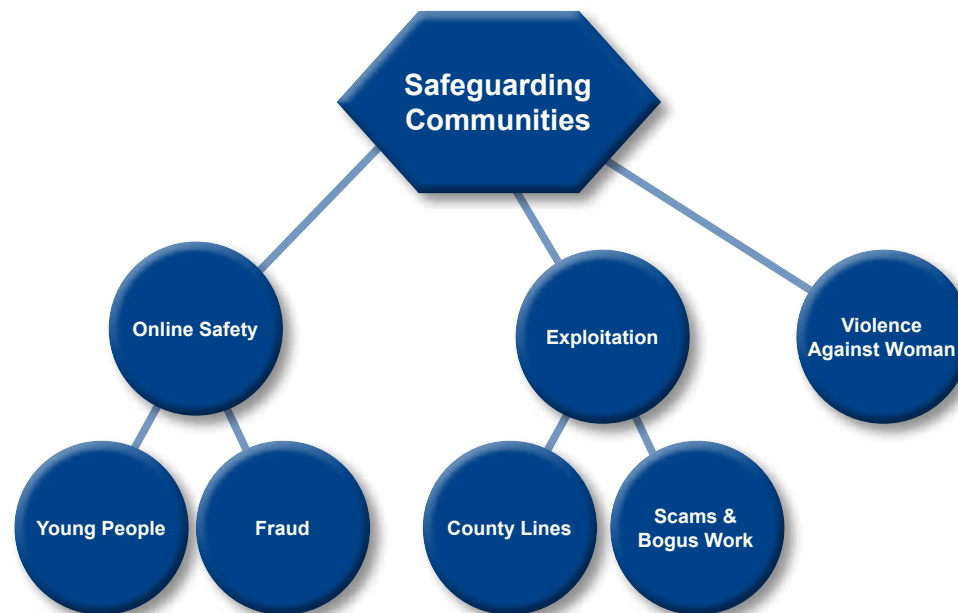 Safeguarding
Communities
Online Safety
Exploitation
Violence
Against Woman
Young People
Fraud
County Lines
Scams &
Bogus Work